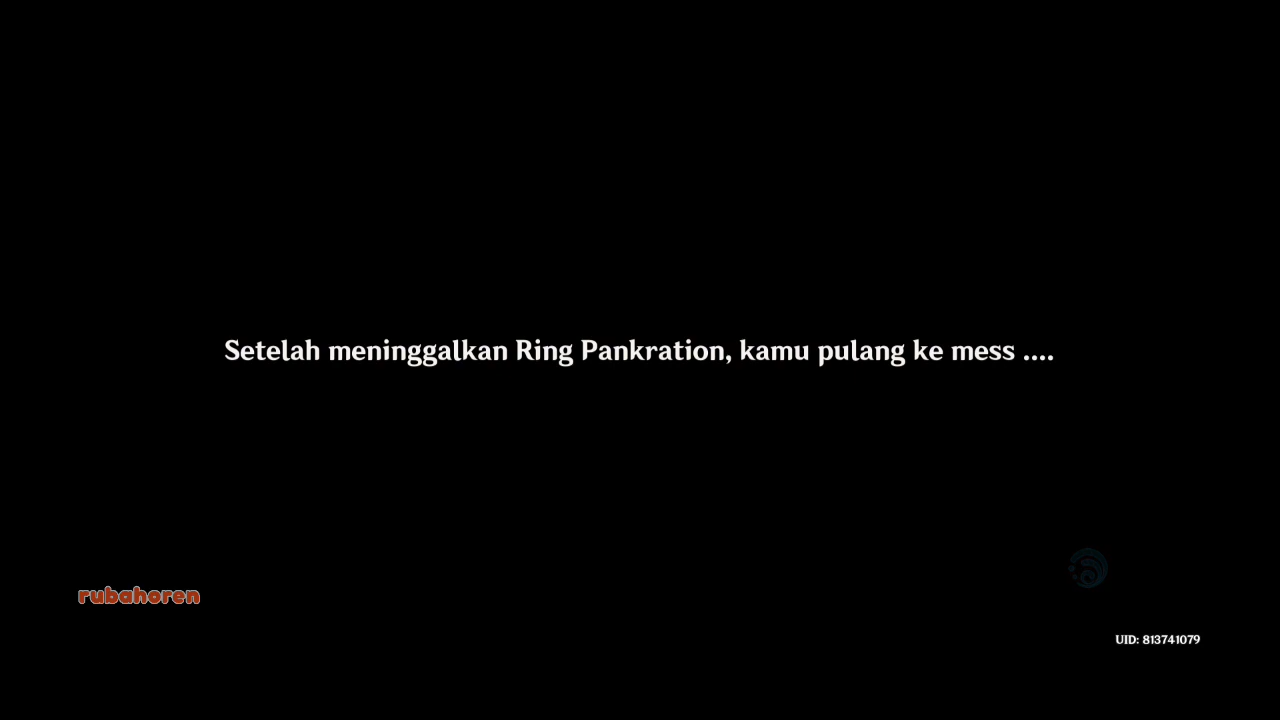 Setelah meninggalkan Ring Pankration, kamu pulang ke mess ....
rubahoren
UID: 813741079